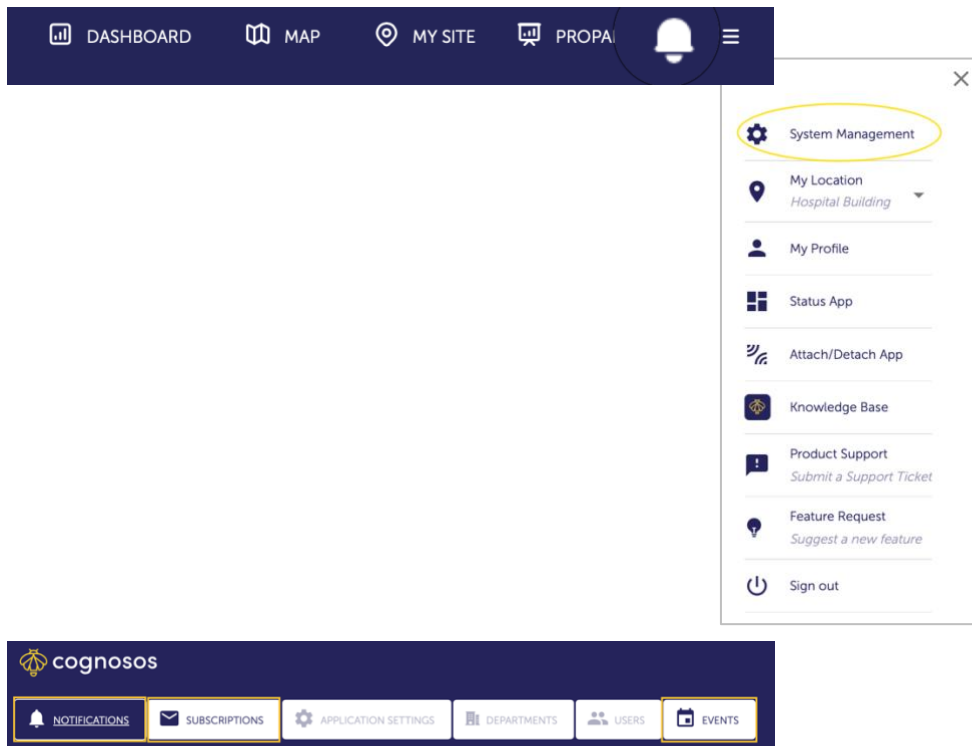 DASHBOARD MAP MY SITE PROPA
System Management
My Location
Hospital Building
My Profile
Status App
Attach/Detach App
Knowledge Base
Product Support
Submit a Support Ticket
Feature Request
Suggest a new feature
Sign out
cognosos
NOTIFICATIONS SUBSCRIPTIONS APPLICATION SETTINGS DEPARTMENTS USERS EVENTS